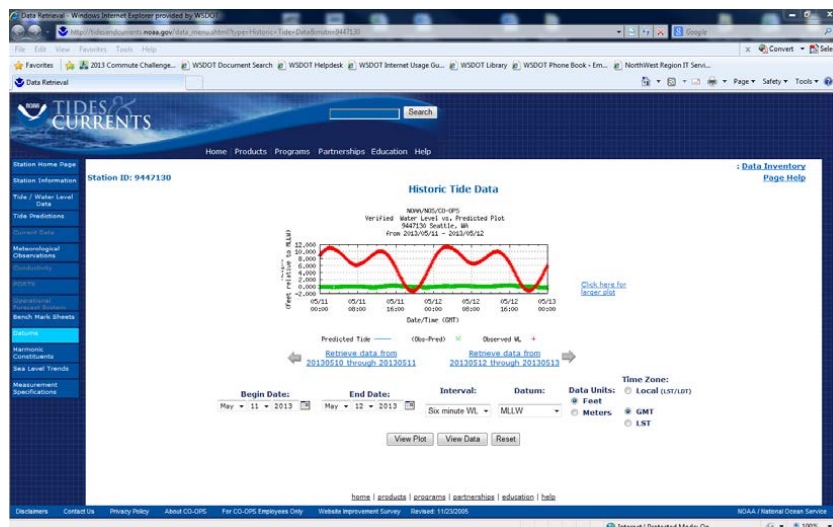 Data Retrieval - Windows Internet Explorer provided by WSDOT
Google
File Edit View Favorites Tools Help
Convert
Favorites 2013 Commute Challenge... WSDOT Document Search WSDOT Helpdesk WSDOT Internet Usage Gu... WSDOT Library WSDOT Phone Book - Em... NorthWest Region IT Servi...
Data Retrieval
Page Safety Tools
NOAA TIDES & CURRENTS
Search
Home Products Programs Partnerships Education Help
Station Home Page
Station Information
Tide / Water Level Data
Tide Predictions
Current Data
Meteorological Observations
Conductivity
PORTS
Operational Forecast System
Bench Mark Sheets
Datums
Harmonic Constituents
Sea Level Trends
Measurement Specifications
: Data Inventory
Page Help
Station ID: 9447130
Historic Tide Data
NOAA/NOS/CO-OPS
Verified Water Level vs. Predicted Plot
9447130 Seattle, WA
From 2013/05/11 - 2013/05/12
(Feet relative to MLLW)
12.000
10.000
8.000
6.000
4.000
2.000
0.000
-2.000
05/11 05/11 05/11 05/12 05/12 05/12 05/13
00:00 08:00 16:00 00:00 08:00 16:00 00:00
Date/Time (GMT)
Predicted Tide (Obs-Pred) Observed WL
Click here for
larger plot
Retrieve data from
20130510 through 20130511
Retrieve data from
20130512 through 20130513
Begin Date:
May 11 2013
End Date:
May 12 2013
Interval:
Six minute WL
Datum:
MLLW
Data Units:
Feet
Meters
Time Zone:
Local (LST/LDT)
GMT
LST
View Plot View Data Reset
home | products | programs | partnerships | education | help
Disclaimers Contact Us Privacy Policy About CO-OPS For CO-OPS Employees Only Website Improvement Survey Revised: 11/23/2005 NOAA / National Ocean Service
Internet | Protected Mode: On 100%